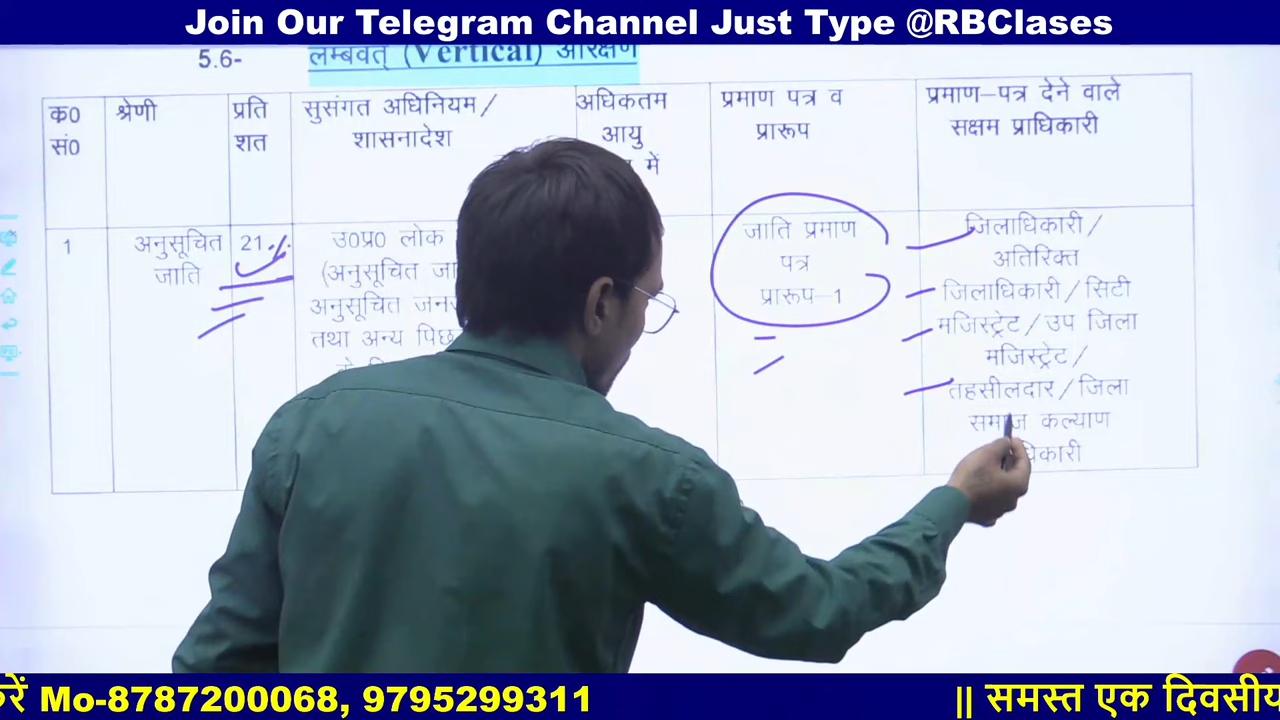 Join Our Telegram Channel Just Type @RBClases
5.6- लम्बवत् (Vertical) आरक्षण
क0 सं0
श्रेणी
प्रति शत
सुसंगत अधिनियम/
शासनादेश
अधिकतम
आयु
में
प्रमाण पत्र व
प्रारूप
प्रमाण-पत्र देने वाले
सक्षम प्राधिकारी
1
अनुसूचित
जाति
21
उ0प्र0 लोक
(अनुसूचित
अनुसूचित
तथा अन्य
जाति प्रमाण
पत्र
प्रारूप-1
जिलाधिकारी/
अतिरिक्त
जिलाधिकारी/सिटी
मजिस्ट्रेट/उप जिला
मजिस्ट्रेट/
तहसीलदार/जिला
समाज कल्याण
Mo-8787200068, 9795299311
|| समस्त एक दिवसीय